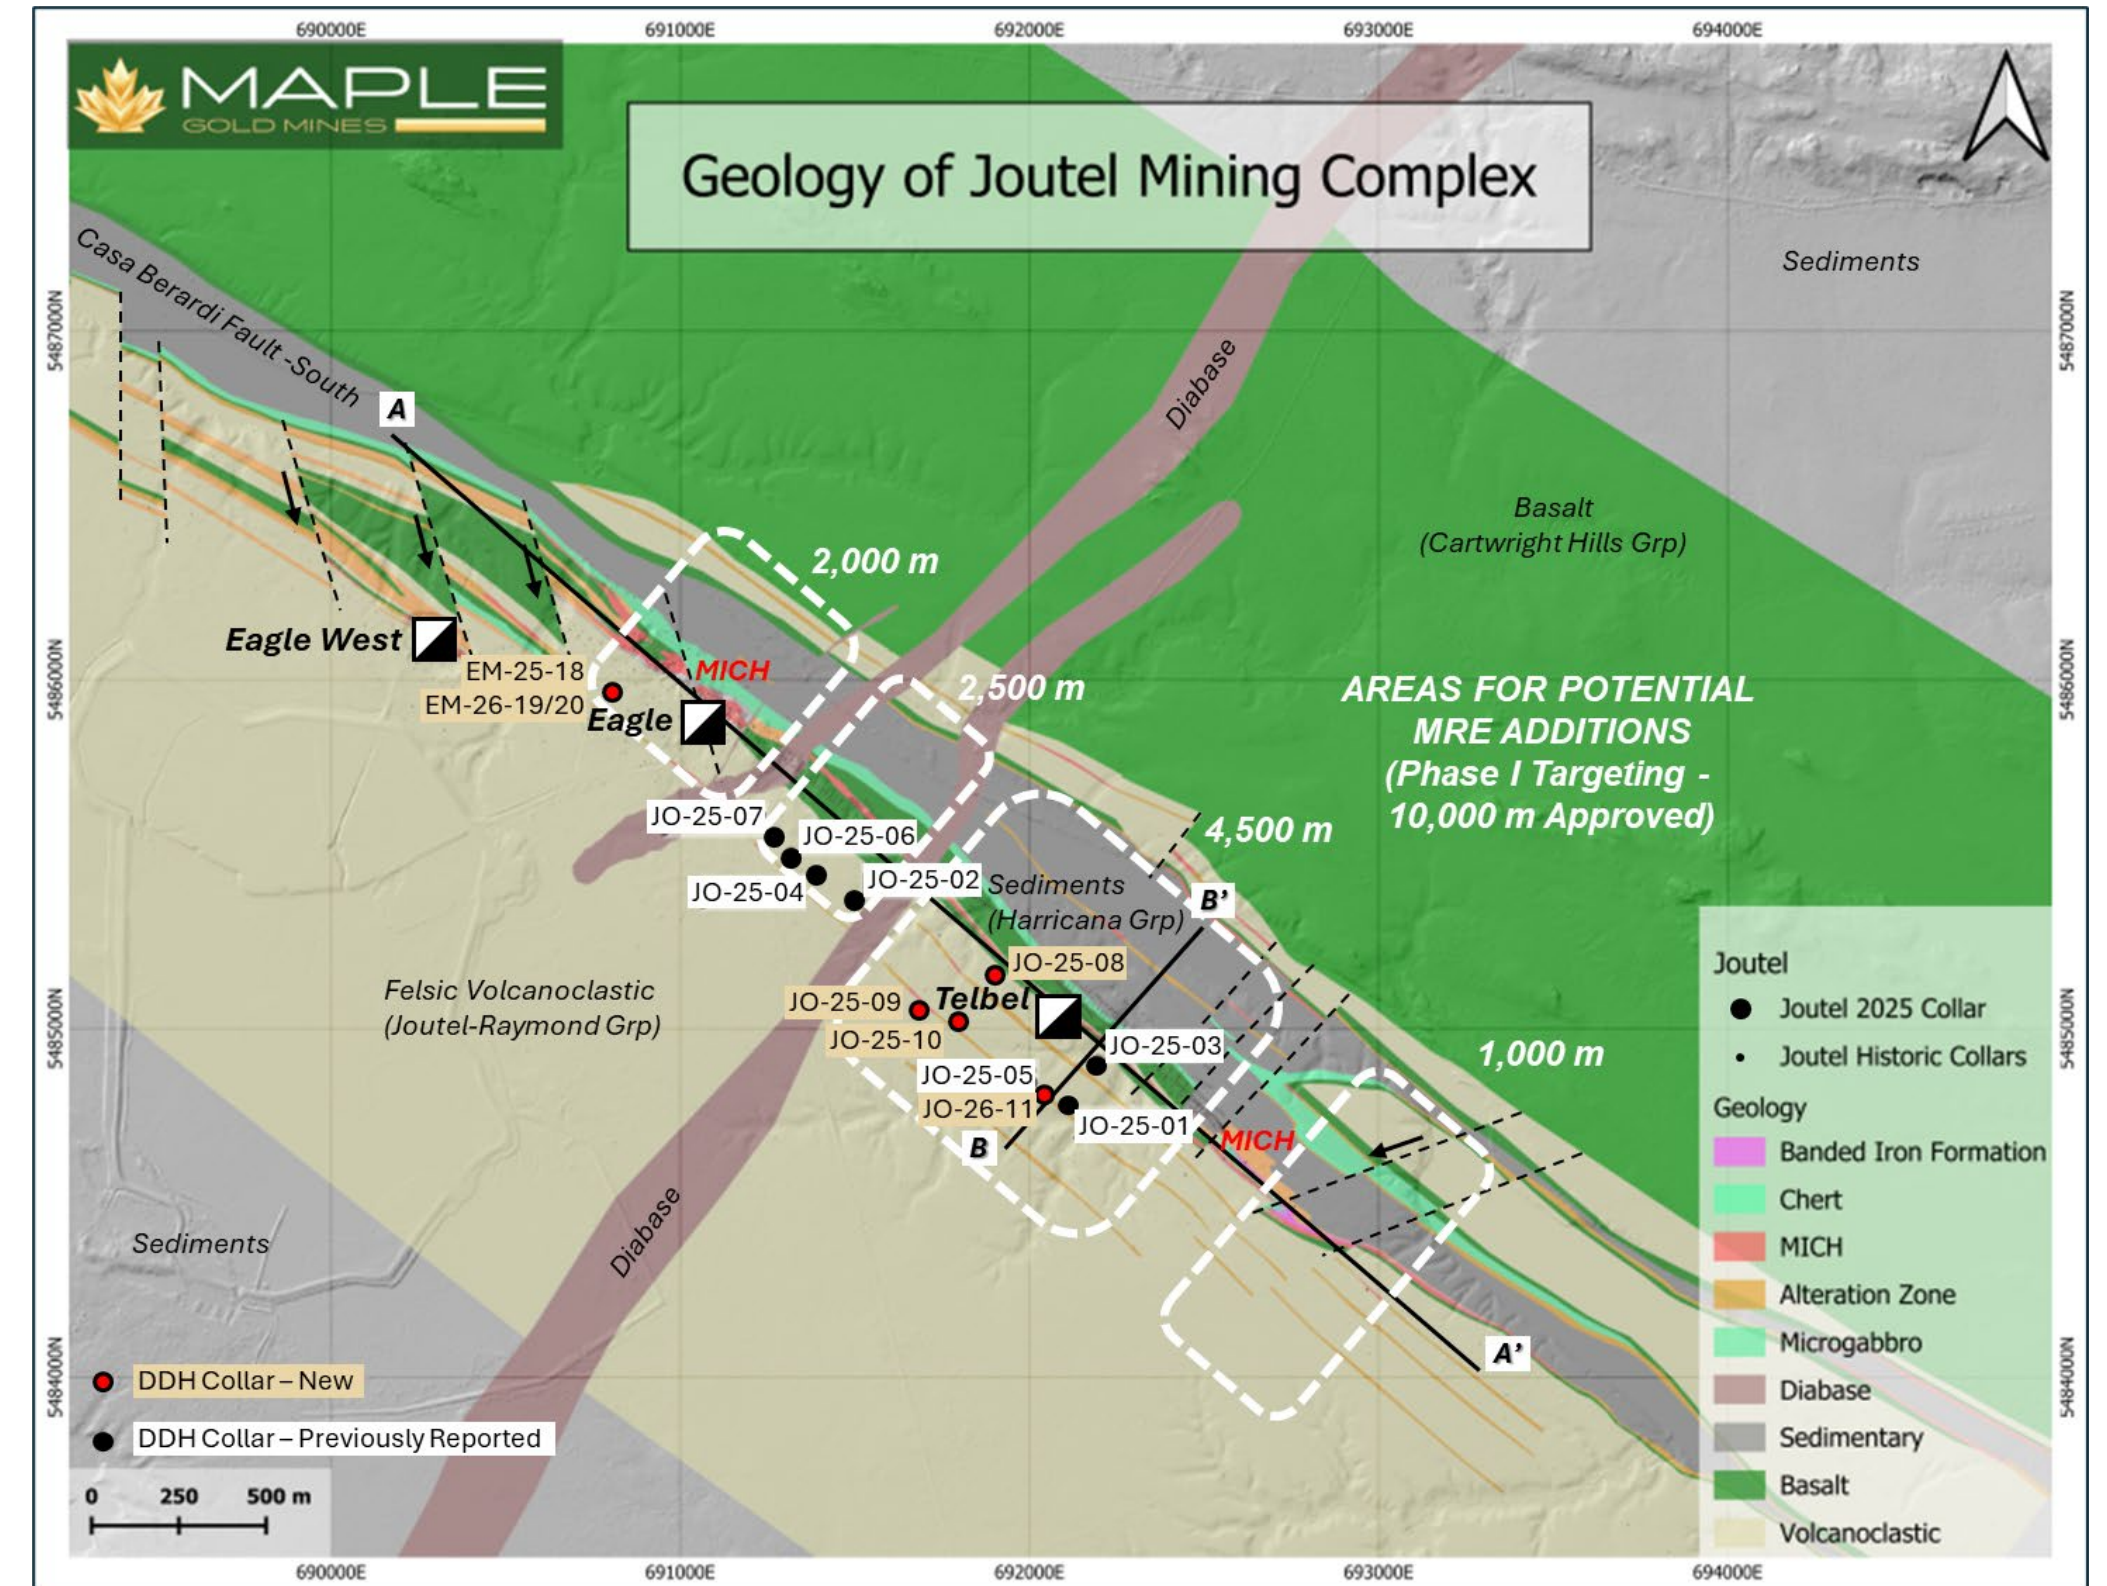 690000E
691000E
692000E
693000E
694000E
MAPLE
GOLD MINES
Geology of Joutel Mining Complex
Sediments
Casa Berardi Fault -South
5487000N
5487000N
Diabase
A
Basalt
(Cartwright Hills Grp)
2,000 m
Eagle West
EM-25-18
EM-26-19/20
MICH
Eagle
5486000N
5486000N
2,500 m
AREAS FOR POTENTIAL
MRE ADDITIONS
(Phase I Targeting -
10,000 m Approved)
JO-25-07
JO-25-06
4,500 m
JO-25-04
JO-25-02
Sediments
(Harricana Grp)
B'
JO-25-08
Felsic Volcanoclastic
(Joutel-Raymond Grp)
JO-25-09
Telbel
JO-25-10
5485000N
5485000N
JO-25-03
1,000 m
JO-25-05
JO-26-11
JO-25-01
B
MICH
Diabase
Sediments
A'
5484000N
5484000N
DDH Collar – New
DDH Collar – Previously Reported
0 250 500 m
Joutel
Joutel 2025 Collar
Joutel Historic Collars
Geology
Banded Iron Formation
Chert
MICH
Alteration Zone
Microgabbro
Diabase
Sedimentary
Basalt
Volcanoclastic
690000E
691000E
692000E
693000E
694000E